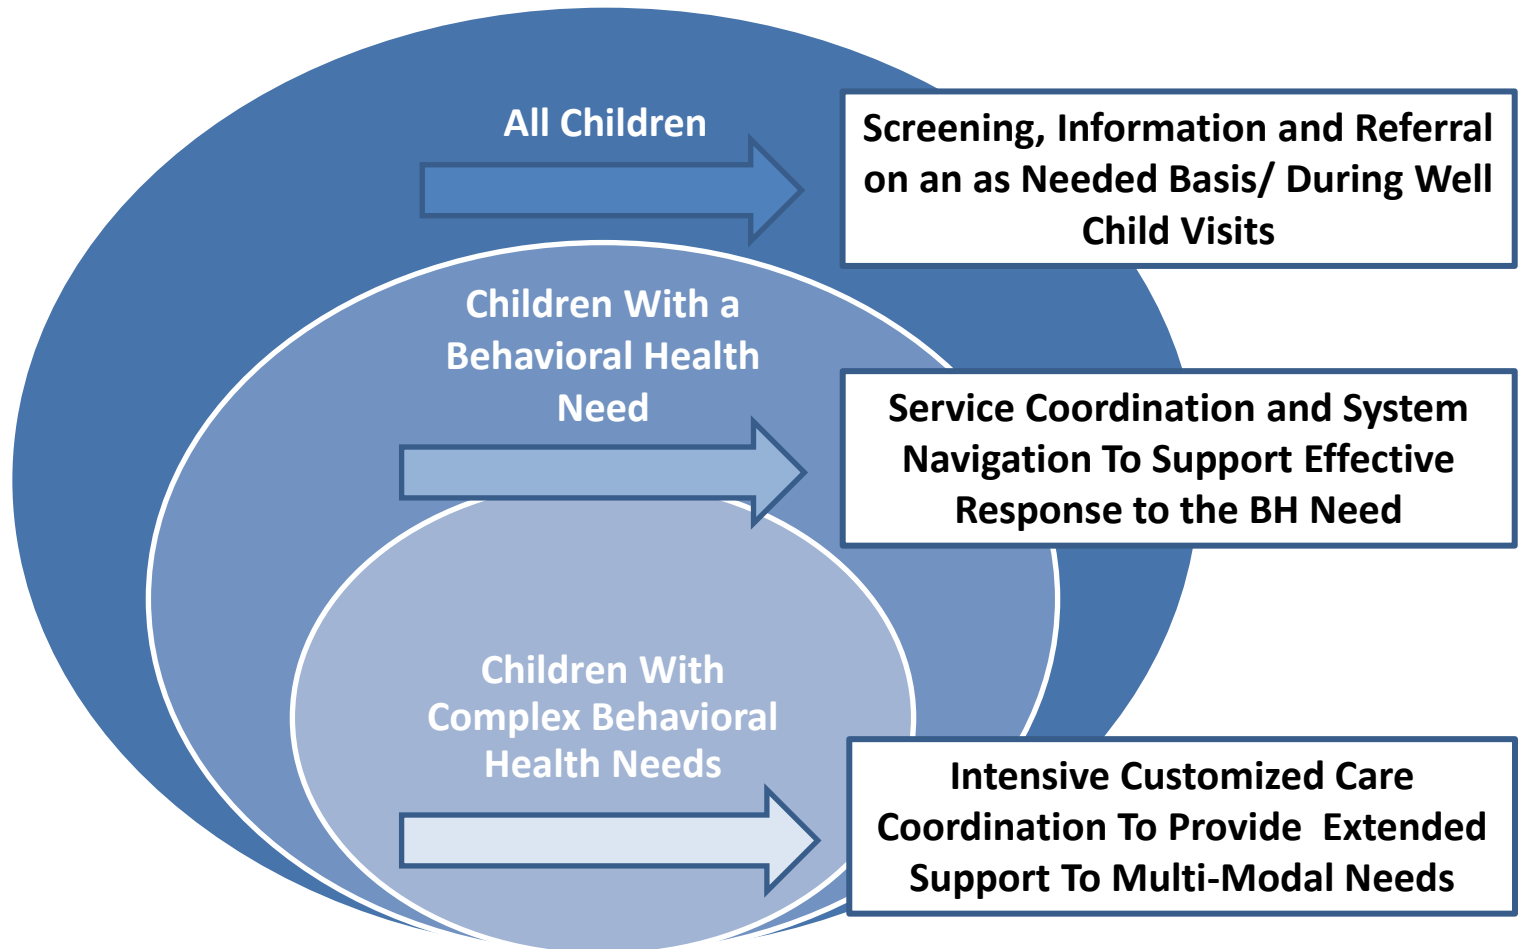 All Children
Screening, Information and Referral
on an as Needed Basis/ During Well
Child Visits
Children With a
Behavioral Health
Need
Service Coordination and System
Navigation To Support Effective
Response to the BH Need
Children With
Complex Behavioral
Health Needs
Intensive Customized Care
Coordination To Provide  Extended
Support To Multi-Modal Needs